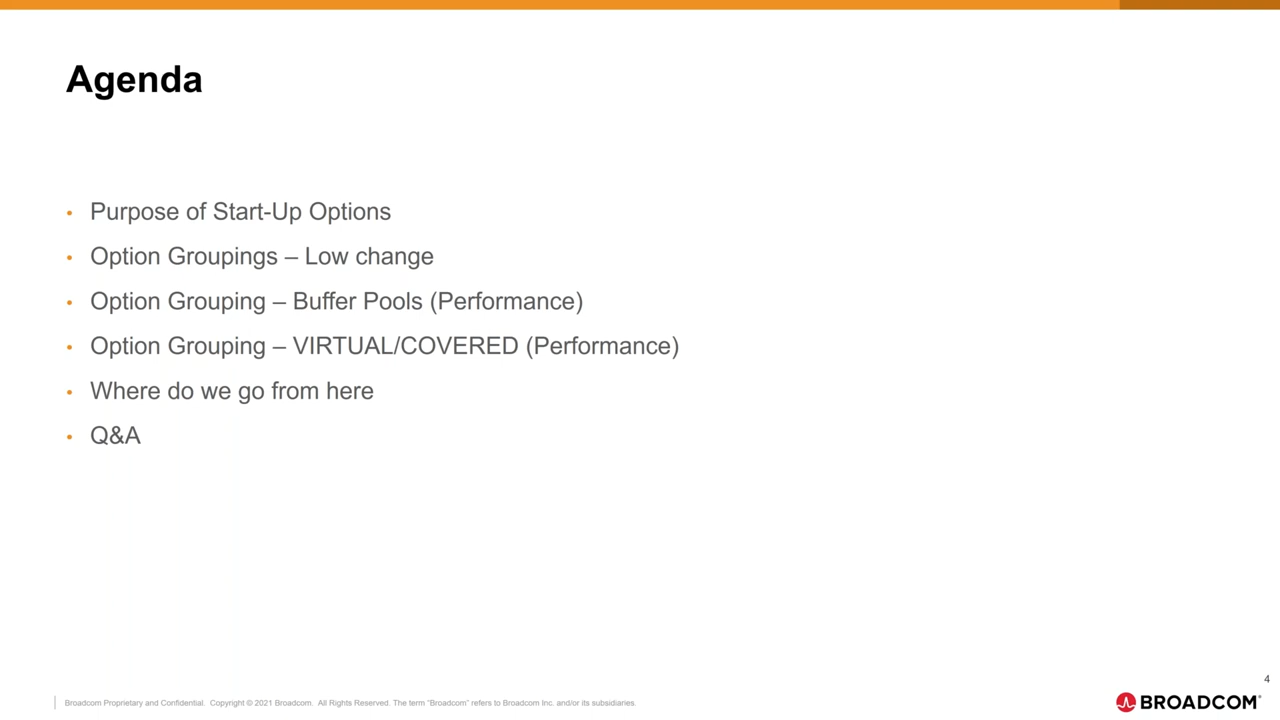 Agenda
• Purpose of Start-Up Options
• Option Groupings – Low change
• Option Grouping – Buffer Pools (Performance)
• Option Grouping – VIRTUAL/COVERED (Performance)
• Where do we go from here
• Q&A
4
Broadcom Proprietary and Confidential. Copyright © 2021 Broadcom. All Rights Reserved. The term “Broadcom” refers to Broadcom Inc. and/or its subsidiaries.
BROADCOM®